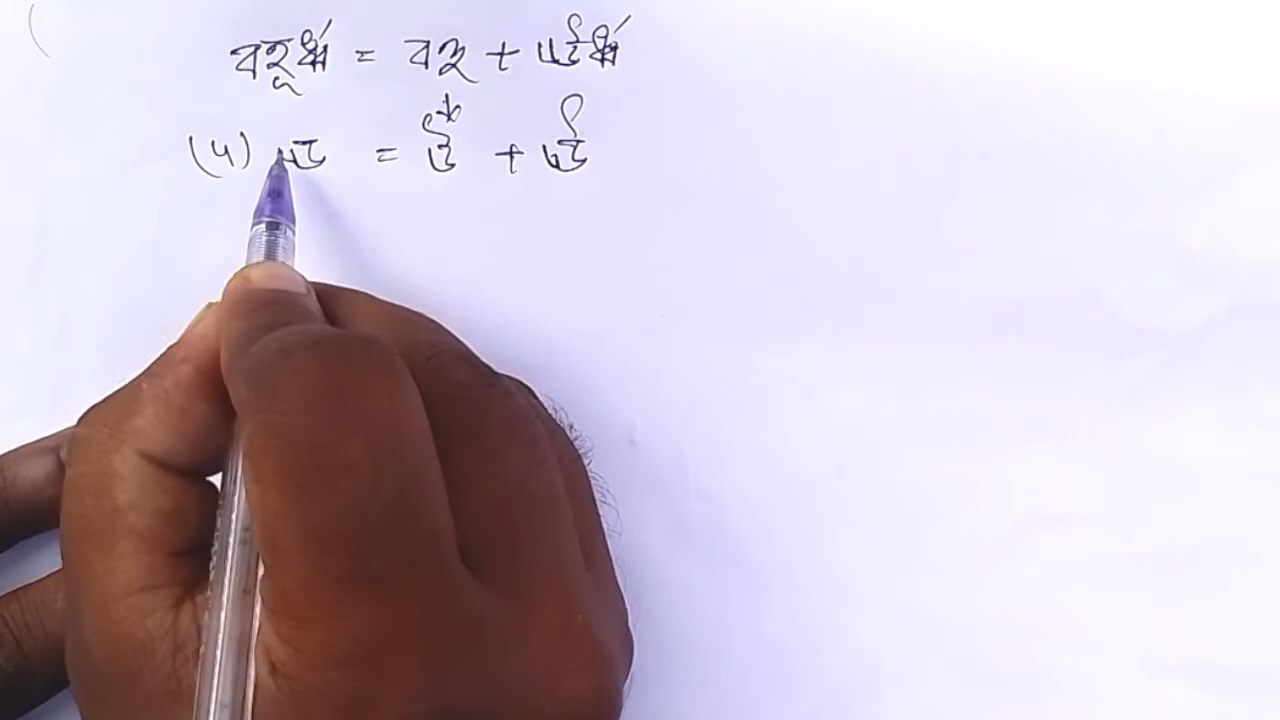 বহূর্ধ্ব = বহু + ঊর্ধ্ব
(4) ঊ = + ঊ